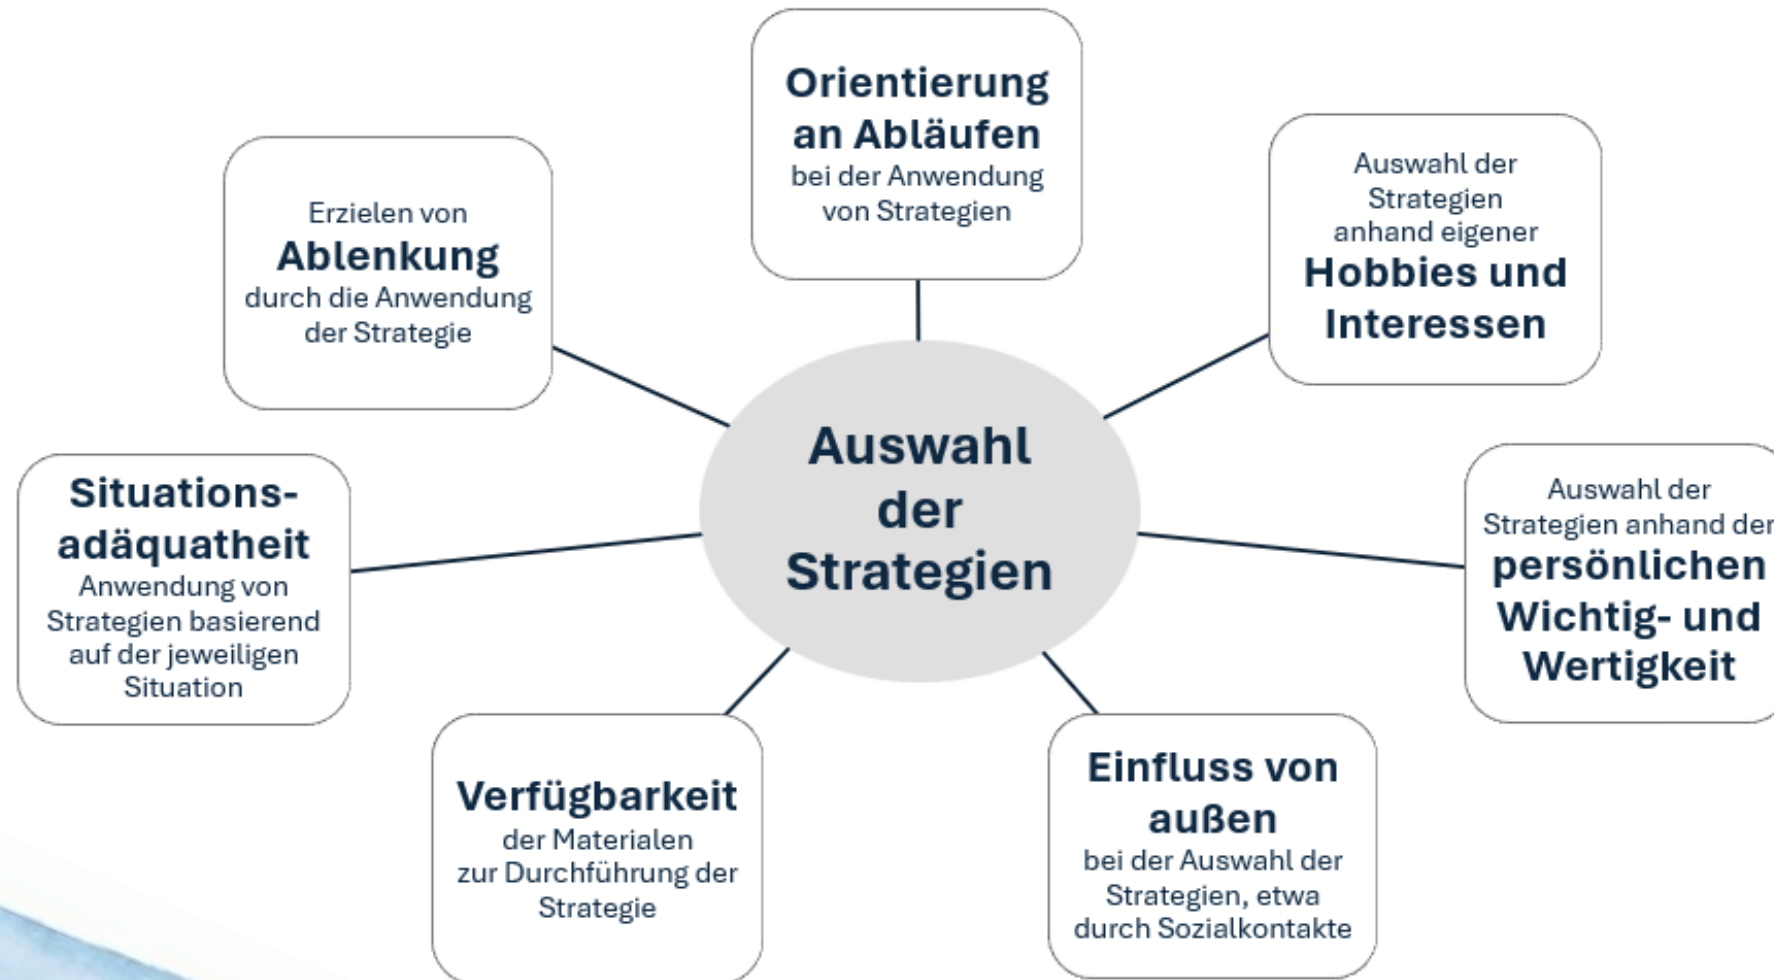 Orientierung
an Abläufen
bei der Anwendung
von Strategien
Auswahl der
Strategien
anhand eigener
Hobbies und
Interessen
Erzielen von
Ablenkung
durch die Anwendung
der Strategie
Auswahl
der
Strategien
Situations-
adäquatheit
Anwendung von
Strategien basierend
auf der jeweiligen
Situation
Auswahl der
Strategien anhand der
persönlichen
Wichtig- und
Wertigkeit
Verfügbarkeit
der Materialen
zur Durchführung der
Strategie
Einfluss von
außen
bei der Auswahl der
Strategien, etwa
durch Sozialkontakte